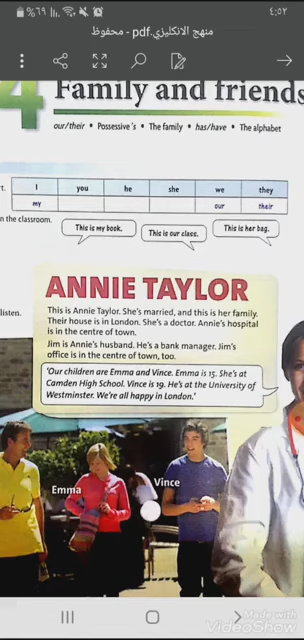 %٦٩
٤:٥٢
منهج الانكليزي.pdf - محفوظ
4 Family and friends
our/their • Possessive's • The family • has/have • The alphabet
t.
I you he she we they
my our their
n the classroom.
This is my book.
This is our class.
This is her bag.
ANNIE TAYLOR
listen.
This is Annie Taylor. She's married, and this is her family.
Their house is in London. She's a doctor. Annie's hospital
is in the centre of town.
Jim is Annie's husband. He's a bank manager. Jim's
office is in the centre of town, too.
'Our children are Emma and Vince. Emma is 15. She's at
Camden High School. Vince is 19. He's at the University of
Westminster. We're all happy in London.'
Emma
Vince
Made with
VideoShow